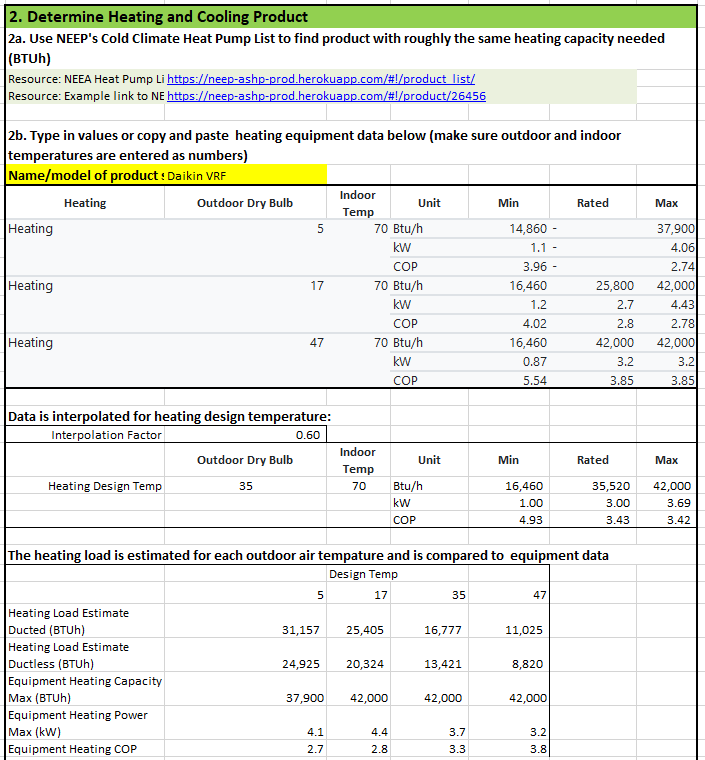 2. Determine Heating and Cooling Product
2a. Use NEEP's Cold Climate Heat Pump List to find product with roughly the same heating capacity needed
(BTUh)
Resource: NEEA Heat Pump Li https://neep-ashp-prod.herokuapp.com/#!/product_list/
Resource: Example link to NE https://neep-ashp-prod.herokuapp.com/#!/product/26456
2b. Type in values or copy and paste heating equipment data below (make sure outdoor and indoor
temperatures are entered as numbers)
Name/model of product s Daikin VRF
Heating Outdoor Dry Bulb Indoor Temp Unit Min Rated Max
Heating 5 70 Btu/h 14,860 - 37,900
kW 1.1 - 4.06
COP 3.96 - 2.74
Heating 17 70 Btu/h 16,460 25,800 42,000
kW 1.2 2.7 4.43
COP 4.02 2.8 2.78
Heating 47 70 Btu/h 16,460 42,000 42,000
kW 0.87 3.2 3.2
COP 5.54 3.85 3.85
Data is interpolated for heating design temperature:
Interpolation Factor 0.60
Outdoor Dry Bulb Indoor Temp Unit Min Rated Max
Heating Design Temp 35 70 Btu/h 16,460 35,520 42,000
kW 1.00 3.00 3.69
COP 4.93 3.43 3.42
The heating load is estimated for each outdoor air tempature and is compared to equipment data
Design Temp
5 17 35 47
Heating Load Estimate
Ducted (BTUh) 31,157 25,405 16,777 11,025
Heating Load Estimate
Ductless (BTUh) 24,925 20,324 13,421 8,820
Equipment Heating Capacity
Max (BTUh) 37,900 42,000 42,000 42,000
Equipment Heating Power
Max (kW) 4.1 4.4 3.7 3.2
Equipment Heating COP 2.7 2.8 3.3 3.8